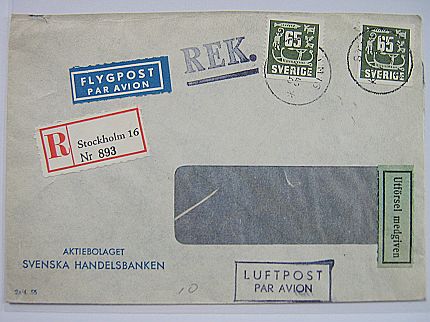 REK.
65
SVERIGE
65
SVERIGE
FLYGPOST
PAR AVION
R
Stockholm 16
Nr 893
Utförsel medgiven
AKTIEBOLAGET
SVENSKA HANDELSBANKEN
LUFTPOST
PAR AVION
10